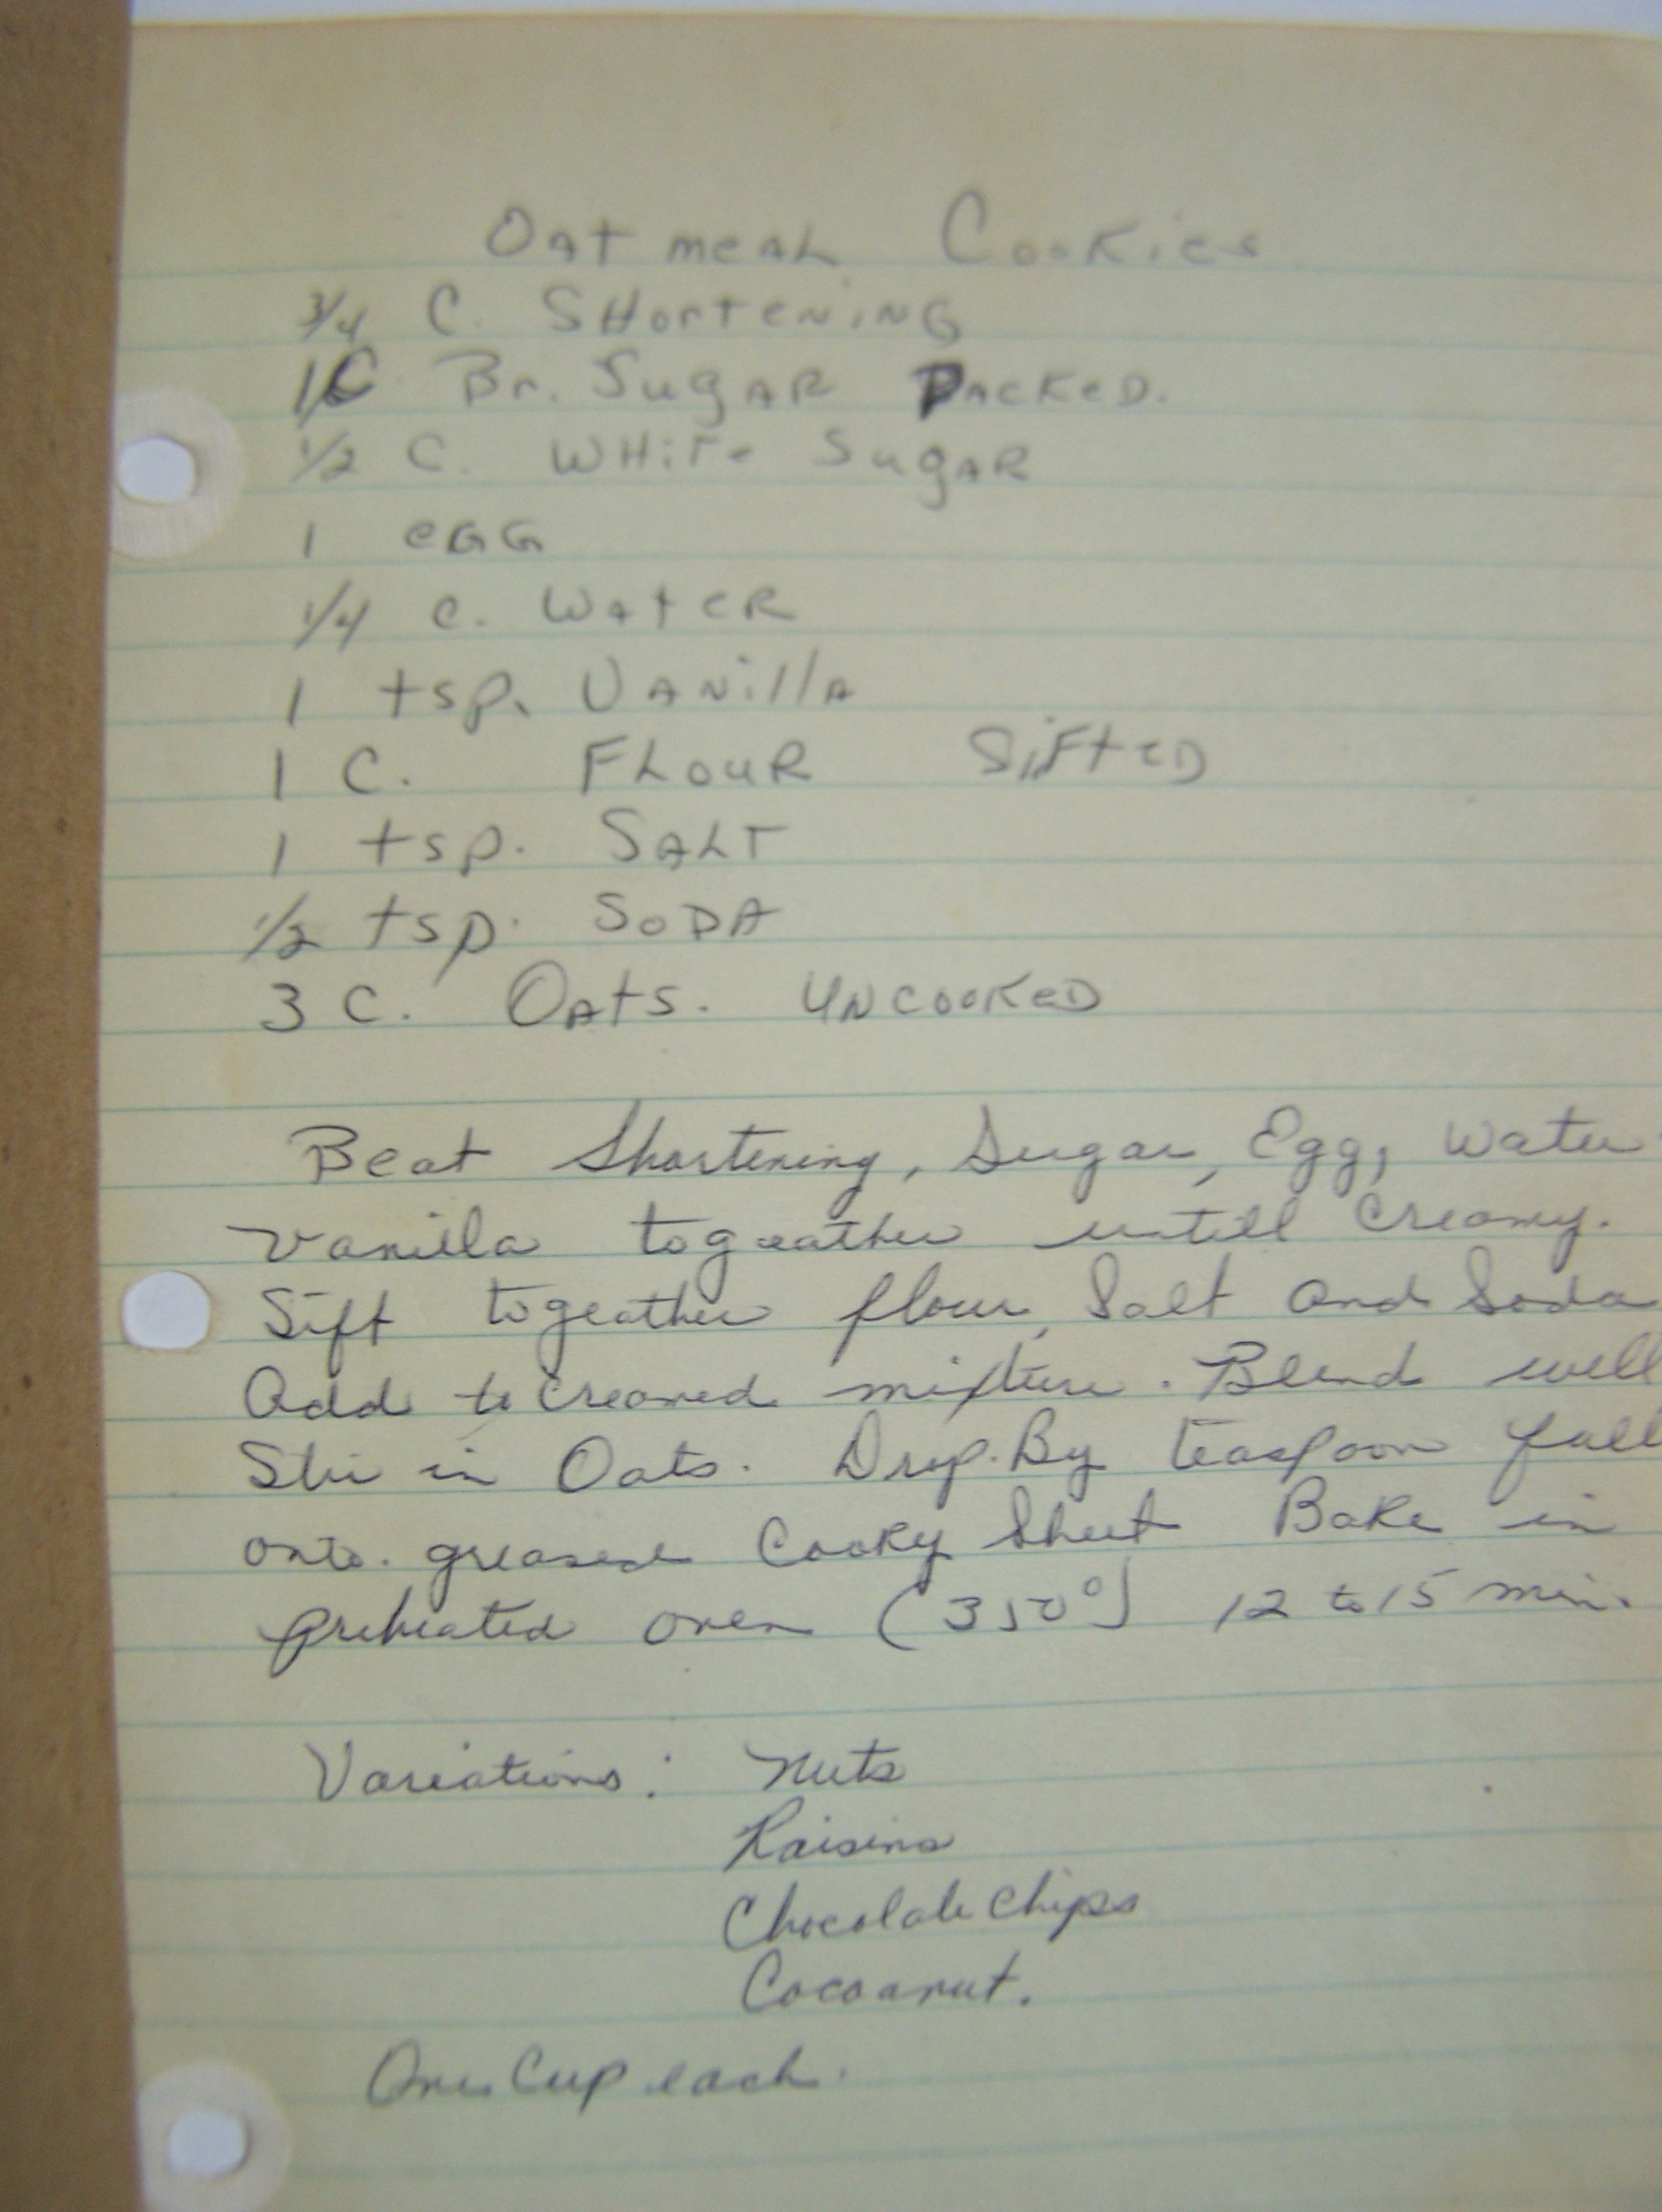 Oatmeal Cookies
3/4 C. Shortening
1 C Br. Sugar Packed.
1/2 C. White Sugar
1 egg
1/4 c. Water
1 tsp. Vanilla
1 C. Flour Sifted
1 tsp. Salt
1/2 tsp. Soda
3 C. Oats. Uncooked
Beat Shortening, Sugar, Egg, Water
Vanilla togeather untill Creamy.
Sift togeather flour, Salt and Soda
Add to Creamed mixture. Blend well
Stir in Oats. Drop. By teaspoon full
onto. greased Cooky Sheet Bake in
preheated oven (350°) 12 to 15 min.
Variations: Nuts
Raisins
Chocolate Chips
Cocoanut.
One Cup each.